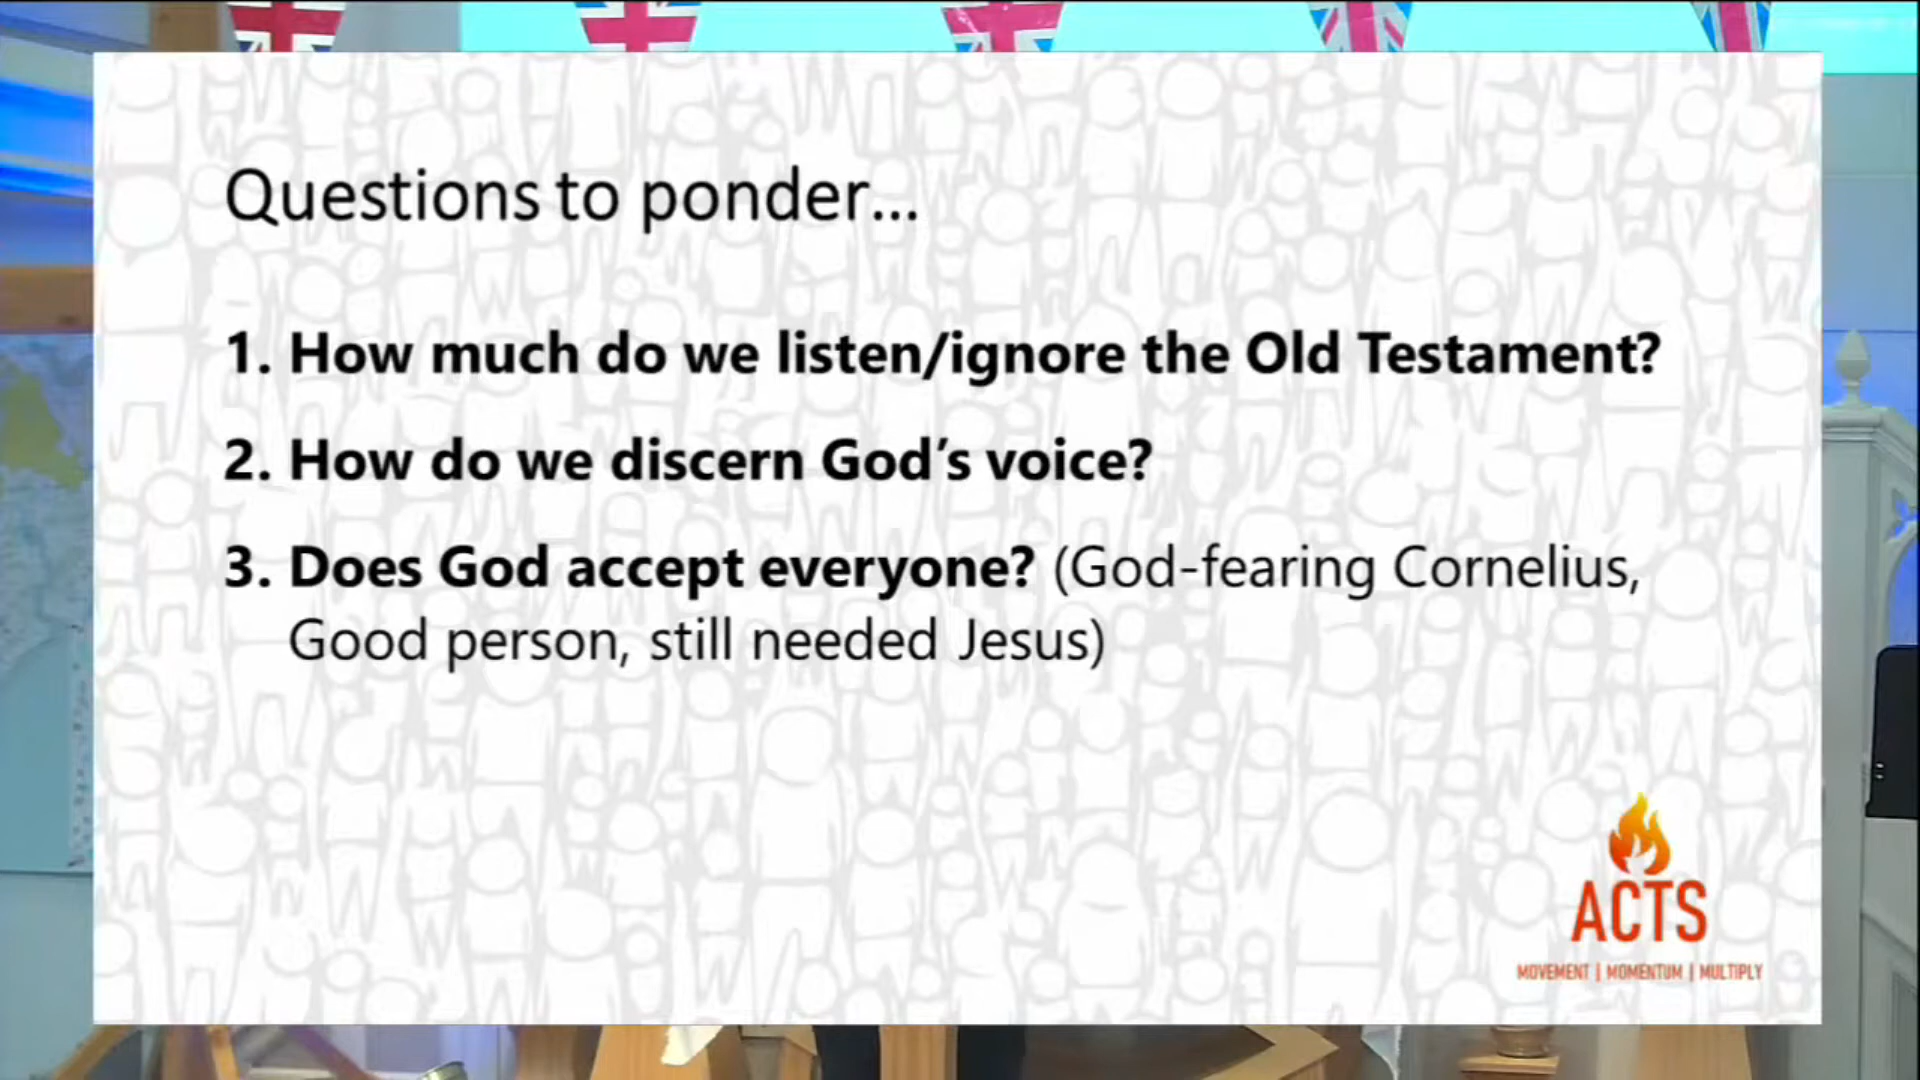 Questions to ponder...
1. How much do we listen/ignore the Old Testament?
2. How do we discern God's voice?
3. Does God accept everyone? (God-fearing Cornelius,
Good person, still needed Jesus)
ACTS
MOVEMENT | MOMENTUM | MULTIPLY